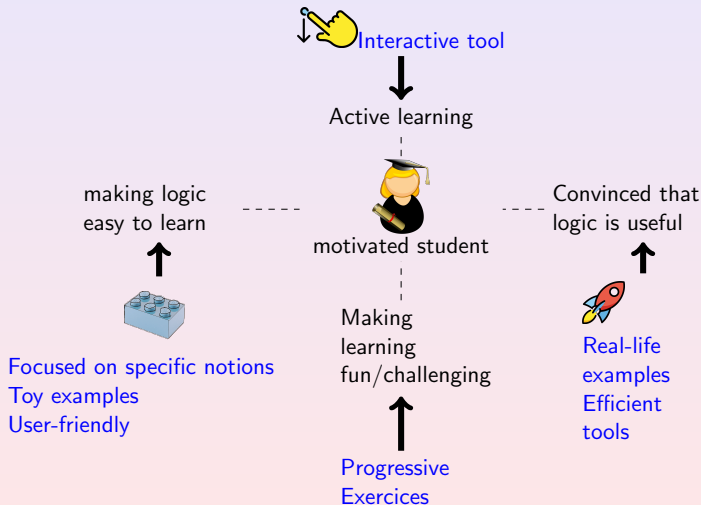 Interactive tool
Active learning
making logic
easy to learn
motivated student
Convinced that
logic is useful
Focused on specific notions
Toy examples
User-friendly
Making
learning
fun/challenging
Real-life
examples
Efficient
tools
Progressive
Exercices